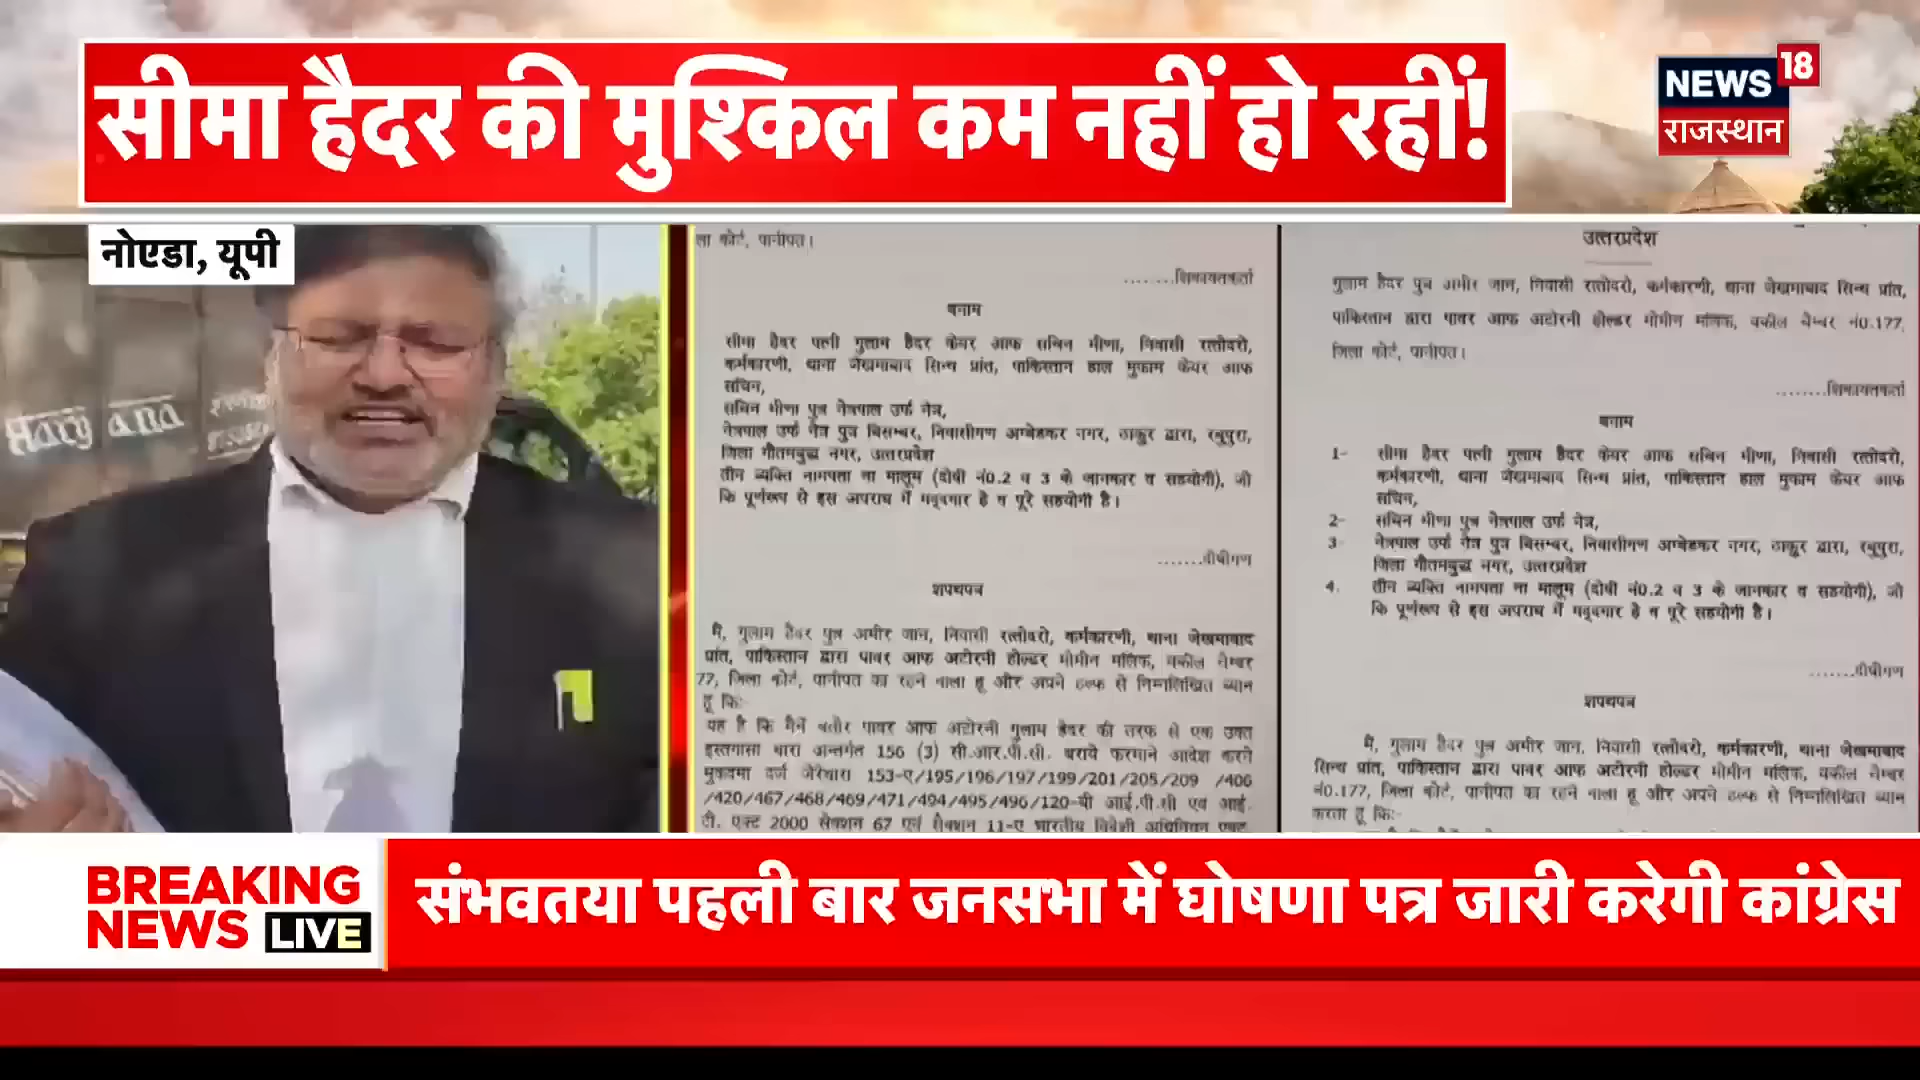 सीमा हैदर की मुश्किल कम नहीं हो रहीं!
NEWS 18
राजस्थान
नोएडा, यूपी
Haryana
ला कोर्ट, पानीपत।
........शिकायतकर्ता
बनाम
सीमा हैदर पत्नी गुलाम हैदर केयर आफ सचिन मीणा, निवासी रत्तोदरो,
कर्मकारणी, थाना जेखमाबाद सिन्ध प्रांत, पाकिस्तान हाल मुकाम केयर आफ
सचिन,
सचिन मीणा पुत्र नेत्रपाल उर्फ नेत्र,
नेत्रपाल उर्फ नेत्र पुत्र बिसम्बर, निवासीगण अम्बेडकर नगर, ठाकुर द्वारा, रबुपुरा,
जिला गौतमबुद्ध नगर, उत्तरप्रदेश
तीन व्यक्ति नामपता ना मालूम (दोषी नं0.2 व 3 के जानकार व सहयोगी), जो
कि पूर्णरूप से इस अपराध में मददगार है व पूरे सहयोगी है।
.......दोषीगण
शपथपत्र
मैं, गुलाम हैदर पुत्र अमीर जान, निवासी रत्तोदरो, कर्मकारणी, थाना जेखमाबाद
प्रांत, पाकिस्तान द्वारा पावर आफ अटोरनी होल्डर मोमीन मलिक, वकील चैम्बर
77, जिला कोर्ट, पानीपत का रहने वाला हू और अपने हल्फ से निम्नलिखित ब्यान
हू कि:-
यह है कि मैनें बतौर पावर आफ अटोरनी गुलाम हैदर की तरफ से एक उक्त
इस्तगासा धारा अन्तर्गत 156 (3) सी.आर.पी.सी. बराये फरमाने आदेश करने
मुकदमा दर्ज जेरेधारा 153-ए/195/196/197/199/201/205/209 /406
/420/467/468/469/471/494/495/496/120-बी आई.पी.सी एवं आई.
टी. एक्ट 2000 सेक्शन 67 एवं सैक्शन 11-ए भारतीय विदेशी अधिनियम एक्ट
उत्तरप्रदेश
गुलाम हैदर पुत्र अमीर जान, निवासी रत्तोदरो, कर्मकारणी, थाना जेखमाबाद सिन्ध प्रांत,
पाकिस्तान द्वारा पावर आफ अटोरनी होल्डर मोमीन मलिक, वकील चैम्बर नं0.177,
जिला कोर्ट, पानीपत।
........शिकायतकर्ता
बनाम
1- सीमा हैदर पत्नी गुलाम हैदर केयर आफ सचिन मीणा, निवासी रत्तोदरो,
कर्मकारणी, थाना जेखमाबाद सिन्ध प्रांत, पाकिस्तान हाल मुकाम केयर आफ
सचिन,
2- सचिन मीणा पुत्र नेत्रपाल उर्फ नेत्र,
3- नेत्रपाल उर्फ नेत्र पुत्र बिसम्बर, निवासीगण अम्बेडकर नगर, ठाकुर द्वारा, रबुपुरा,
जिला गौतमबुद्ध नगर, उत्तरप्रदेश
4. तीन व्यक्ति नामपता ना मालूम (दोषी नं0.2 व 3 के जानकार व सहयोगी), जो
कि पूर्णरूप से इस अपराध में मददगार है व पूरे सहयोगी है।
.......दोषीगण
शपथपत्र
मैं, गुलाम हैदर पुत्र अमीर जान, निवासी रत्तोदरो, कर्मकारणी, थाना जेखमाबाद
सिन्ध प्रांत, पाकिस्तान द्वारा पावर आफ अटोरनी होल्डर मोमीन मलिक, वकील चैम्बर
नं0.177, जिला कोर्ट, पानीपत का रहने वाला हू और अपने हल्फ से निम्नलिखित ब्यान
करता हू कि:-
BREAKING
NEWS LIVE
संभवतया पहली बार जनसभा में घोषणा पत्र जारी करेगी कांग्रेस